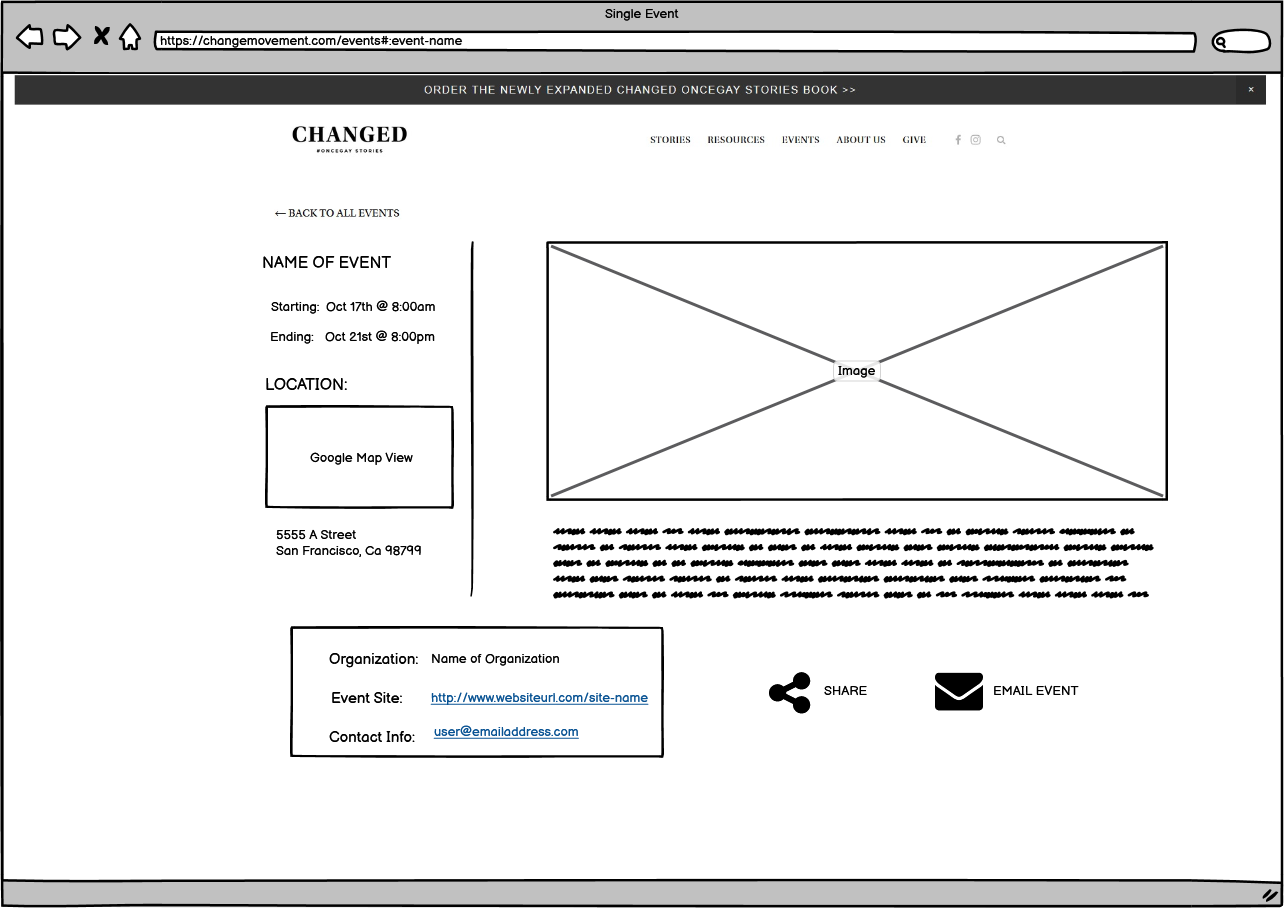 Single Event
https://changemovement.com/events#:event-name
ORDER THE NEWLY EXPANDED CHANGED ONCEGAY STORIES BOOK >> ×
CHANGED
#ONCEGAY STORIES
STORIES RESOURCES EVENTS ABOUT US GIVE
← BACK TO ALL EVENTS
NAME OF EVENT
Starting: Oct 17th @ 8:00am
Ending: Oct 21st @ 8:00pm
LOCATION:
Google Map View
5555 A Street
San Francisco, Ca 98799
Image
Organization: Name of Organization
Event Site: http://www.websiteurl.com/site-name
Contact Info: user@emailaddress.com
SHARE
EMAIL EVENT